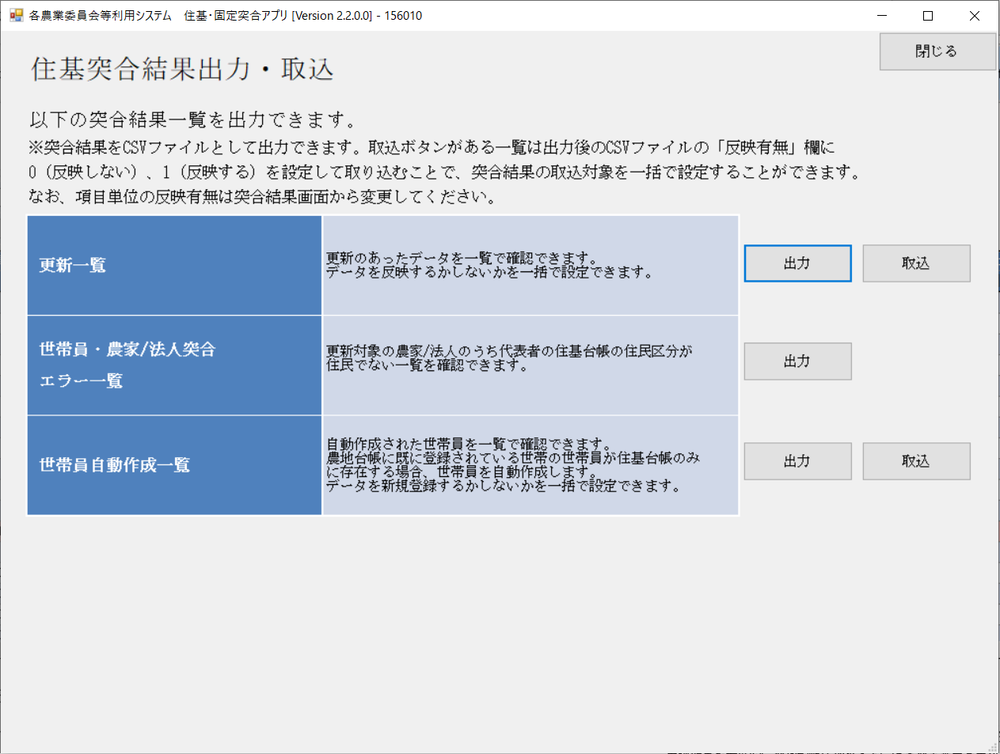 各農業委員会等利用システム　住基・固定突合アプリ [Version 2.2.0.0] - 156010
閉じる
住基突合結果出力・取込
以下の突合結果一覧を出力できます。
※突合結果をCSVファイルとして出力できます。取込ボタンがある一覧は出力後のCSVファイルの「反映有無」欄に
0（反映しない）、1（反映する）を設定して取り込むことで、突合結果の取込対象を一括で設定することができます。
なお、項目単位の反映有無は突合結果画面から変更してください。
更新一覧
更新のあったデータを一覧で確認できます。
データを反映するかしないかを一括で設定できます。
出力
取込
世帯員・農家/法人突合
エラー一覧
更新対象の農家/法人のうち代表者の住基台帳の住民区分が
住民でない一覧を確認できます。
出力
世帯員自動作成一覧
自動作成された世帯員を一覧で確認できます。
農地台帳に既に登録されている世帯の世帯員が住基台帳のみ
に存在する場合、世帯員を自動作成します。
データを新規登録するかしないかを一括で設定できます。
出力
取込